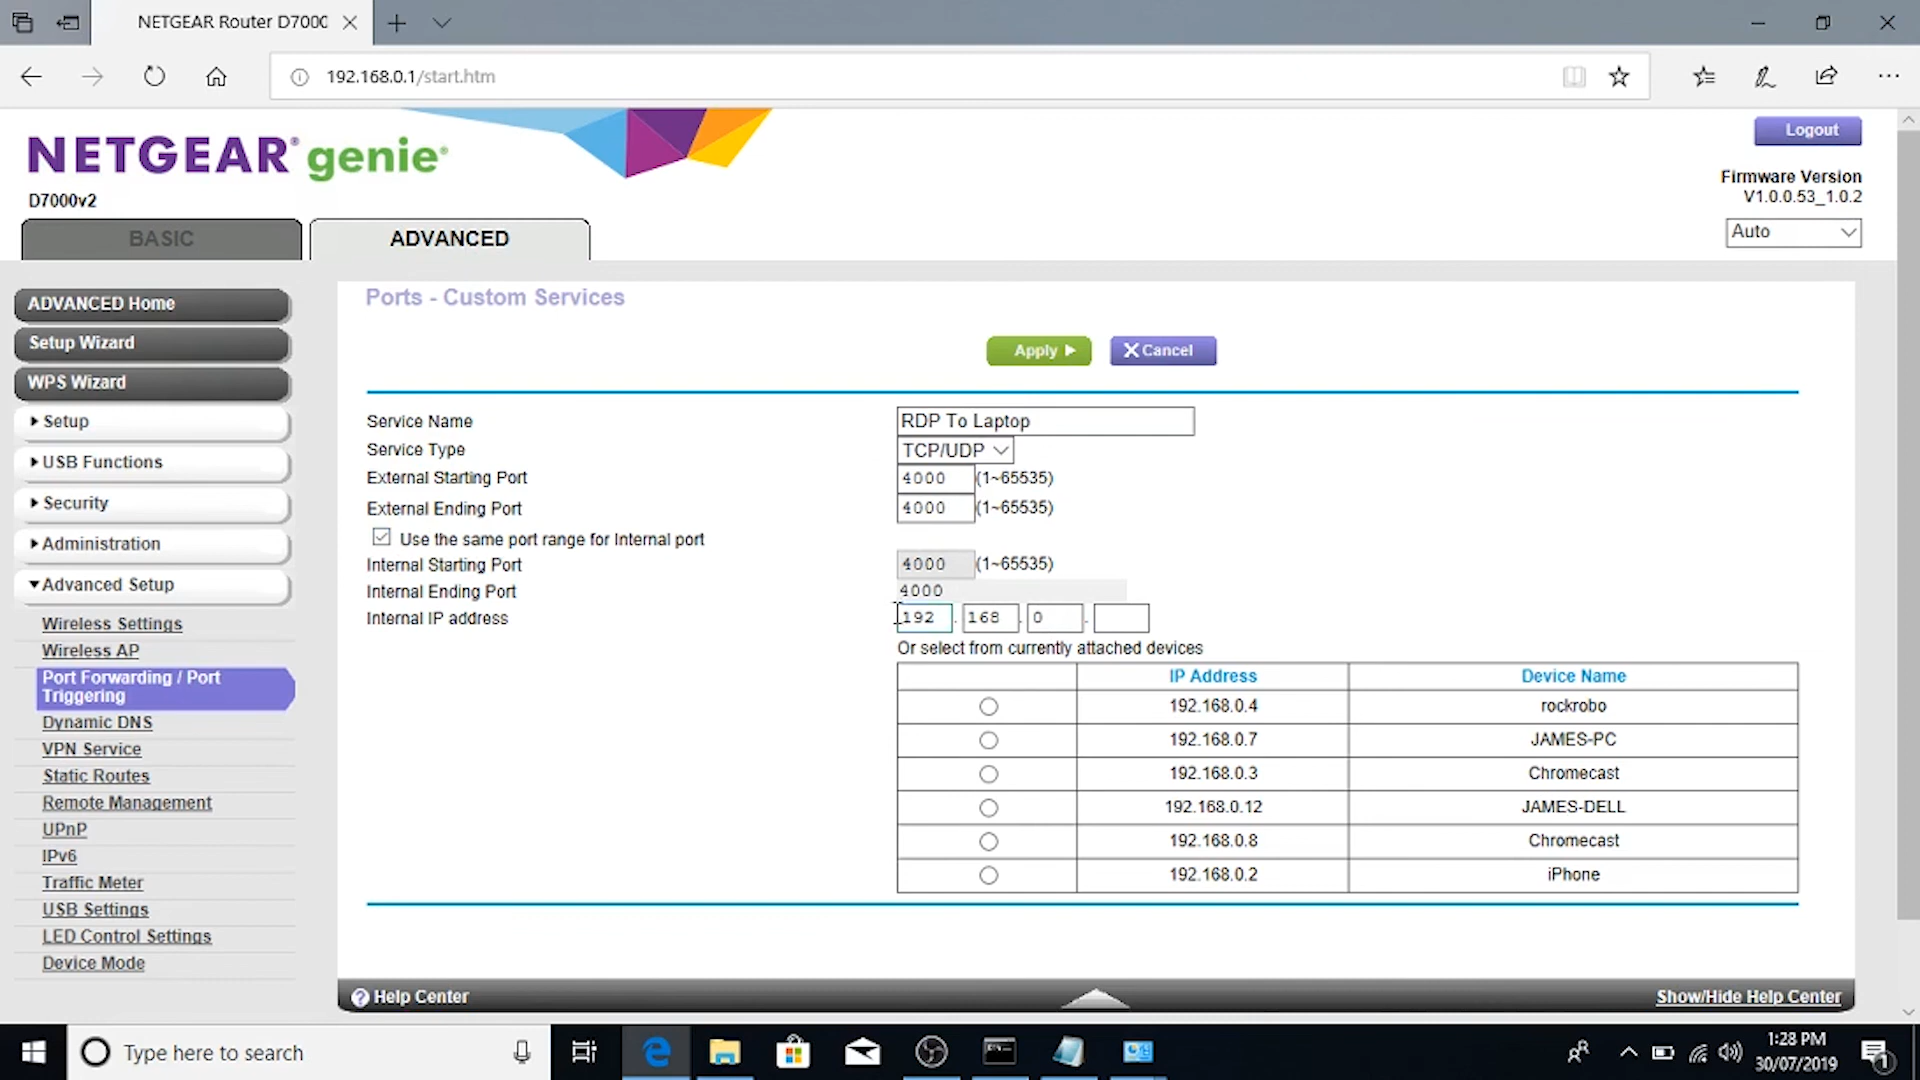 NETGEAR Router D7000
192.168.0.1/start.htm
NETGEAR® genie®
D7000v2
Logout
Firmware Version
V1.0.0.53_1.0.2
Auto
BASIC
ADVANCED
ADVANCED Home
Setup Wizard
WPS Wizard
Setup
USB Functions
Security
Administration
Advanced Setup
Wireless Settings
Wireless AP
Port Forwarding / Port
Triggering
Dynamic DNS
VPN Service
Static Routes
Remote Management
UPnP
IPv6
Traffic Meter
USB Settings
LED Control Settings
Device Mode
Ports - Custom Services
Apply
X Cancel
Service Name RDP To Laptop
Service Type TCP/UDP
External Starting Port 4000 (1~65535)
External Ending Port 4000 (1~65535)
Use the same port range for Internal port
Internal Starting Port 4000 (1~65535)
Internal Ending Port 4000
Internal IP address 192 . 168 . 0 .
Or select from currently attached devices
IP Address Device Name
192.168.0.4 rockrobo
192.168.0.7 JAMES-PC
192.168.0.3 Chromecast
192.168.0.12 JAMES-DELL
192.168.0.8 Chromecast
192.168.0.2 iPhone
? Help Center
Show/Hide Help Center
Type here to search
1:28 PM
30/07/2019
1